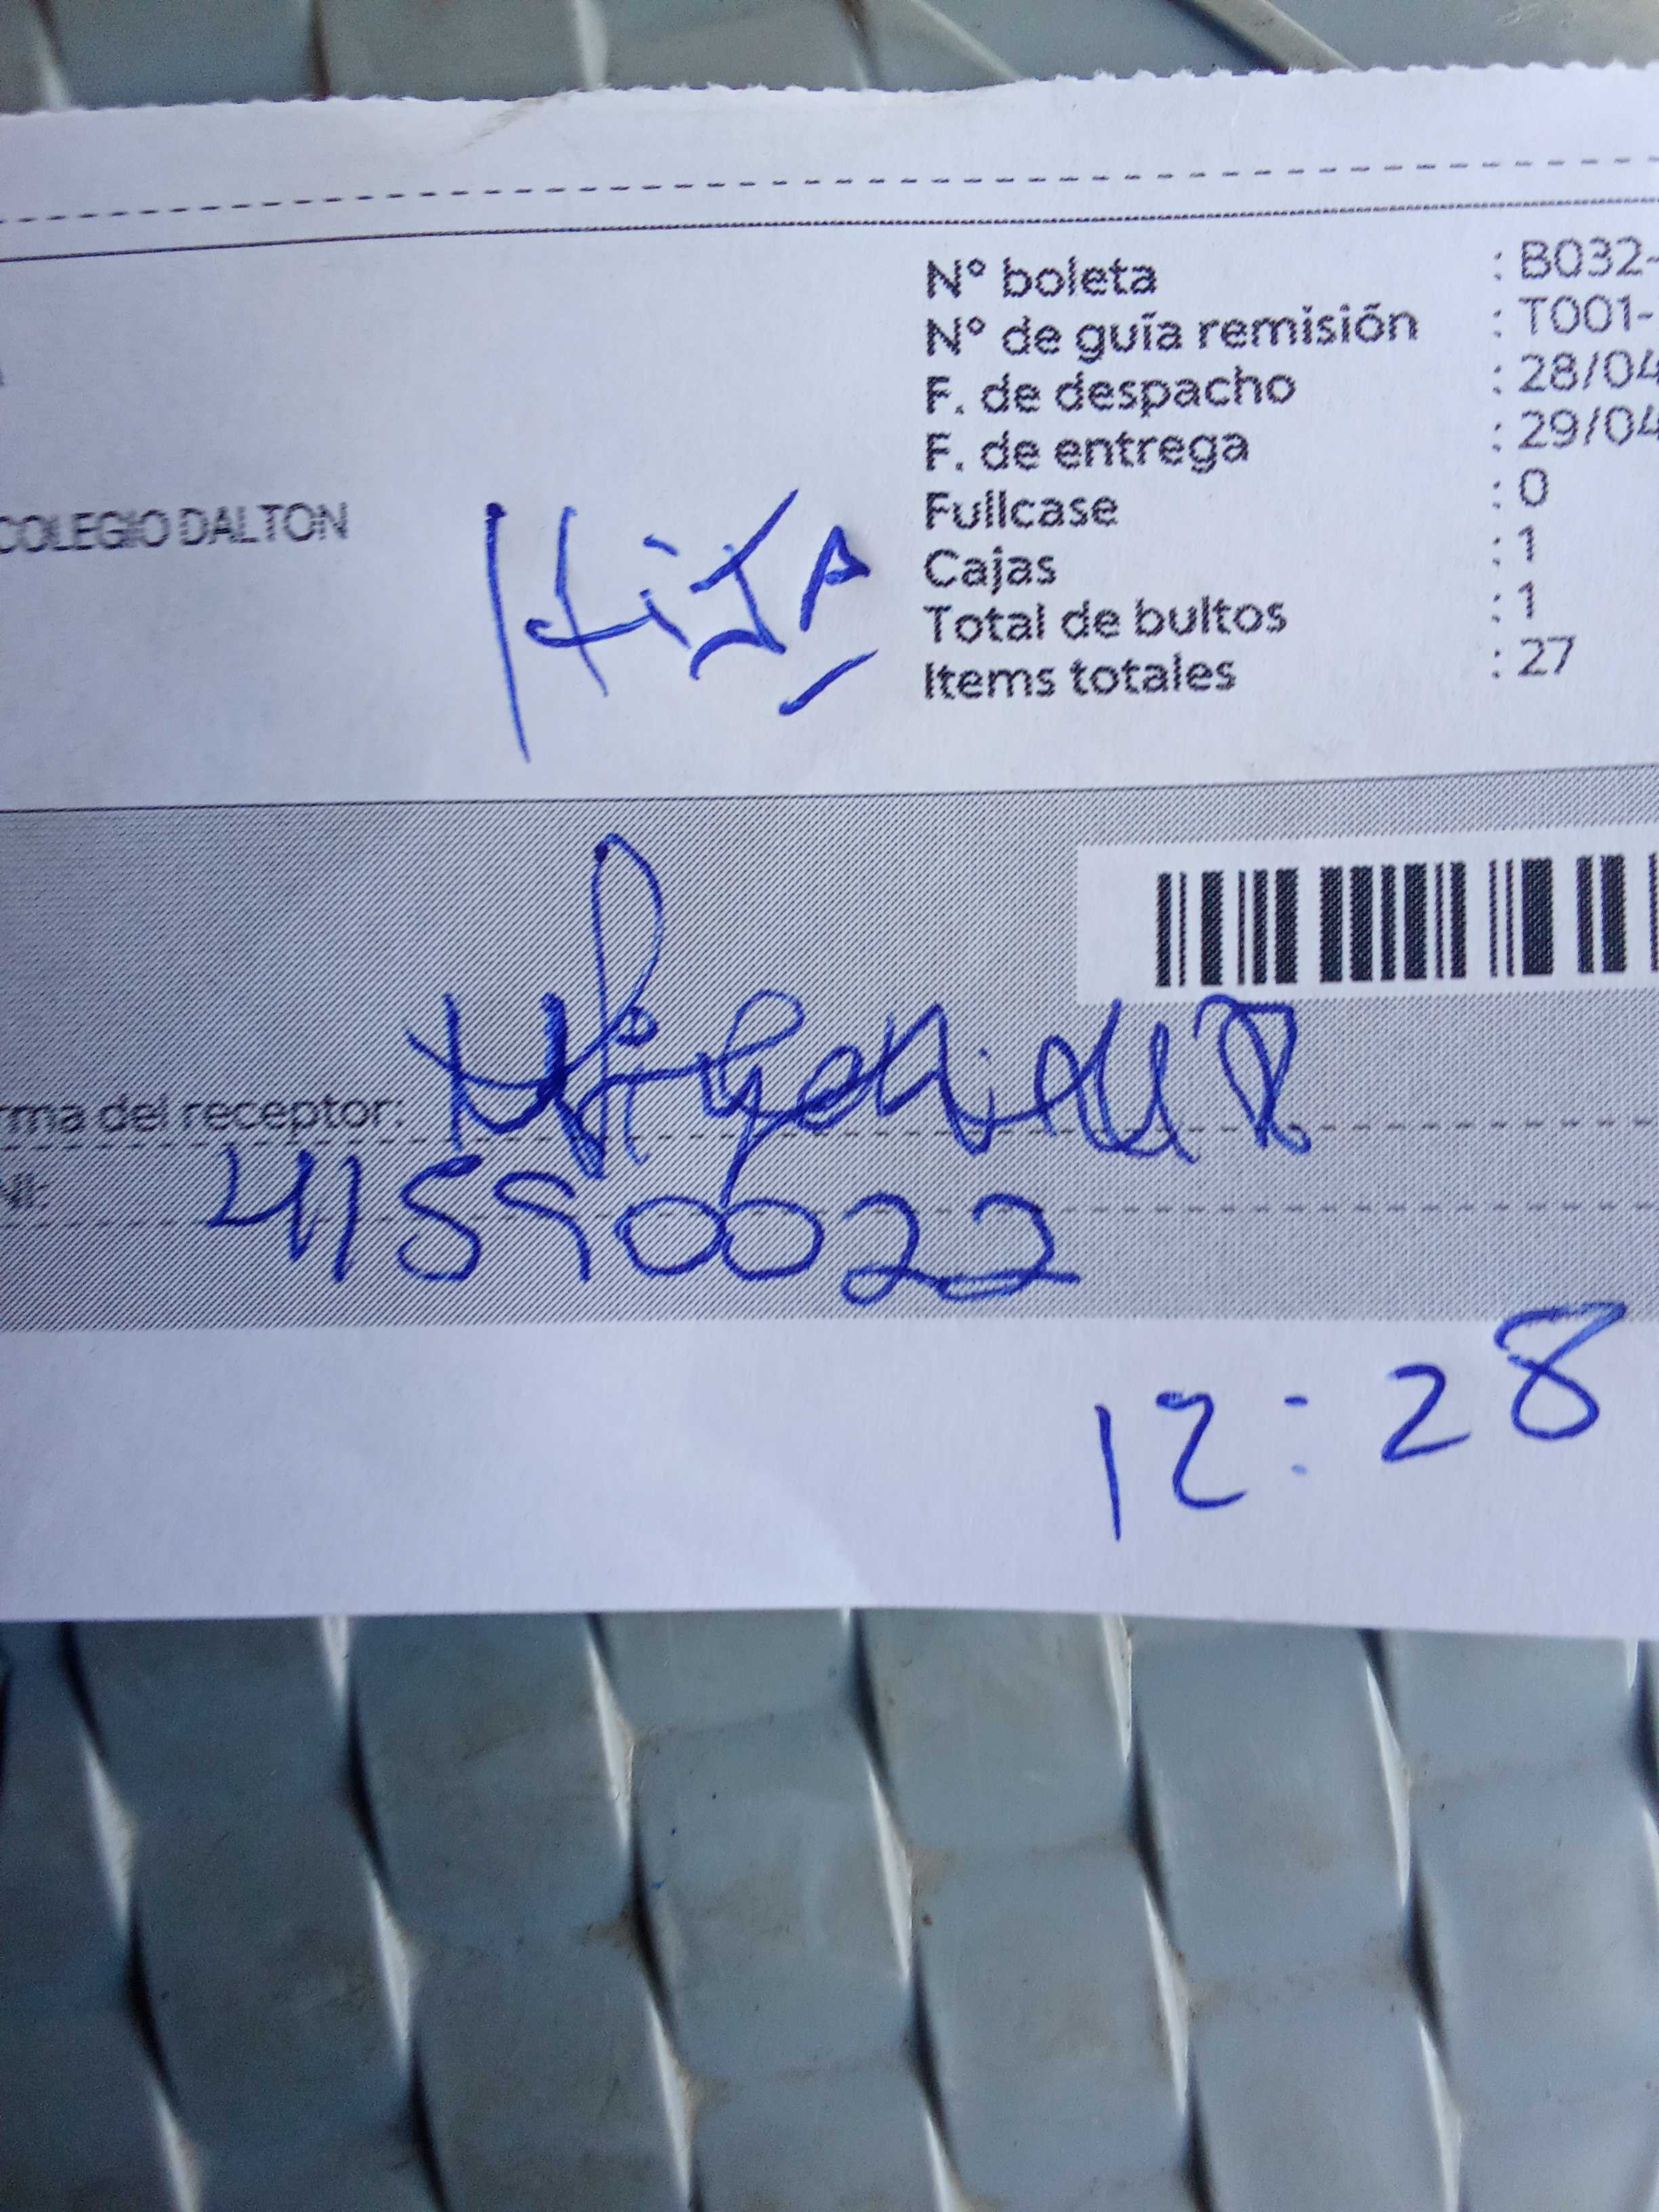 N° boleta : B032-
N° de guía remisión : T001-
F. de despacho : 28/04
F. de entrega : 29/04
COLEGIO DALTON
Fullcase : 0
Cajas : 1
Total de bultos : 1
Items totales : 27
HiJA
rma del receptor:
NI: 41590022
12:28